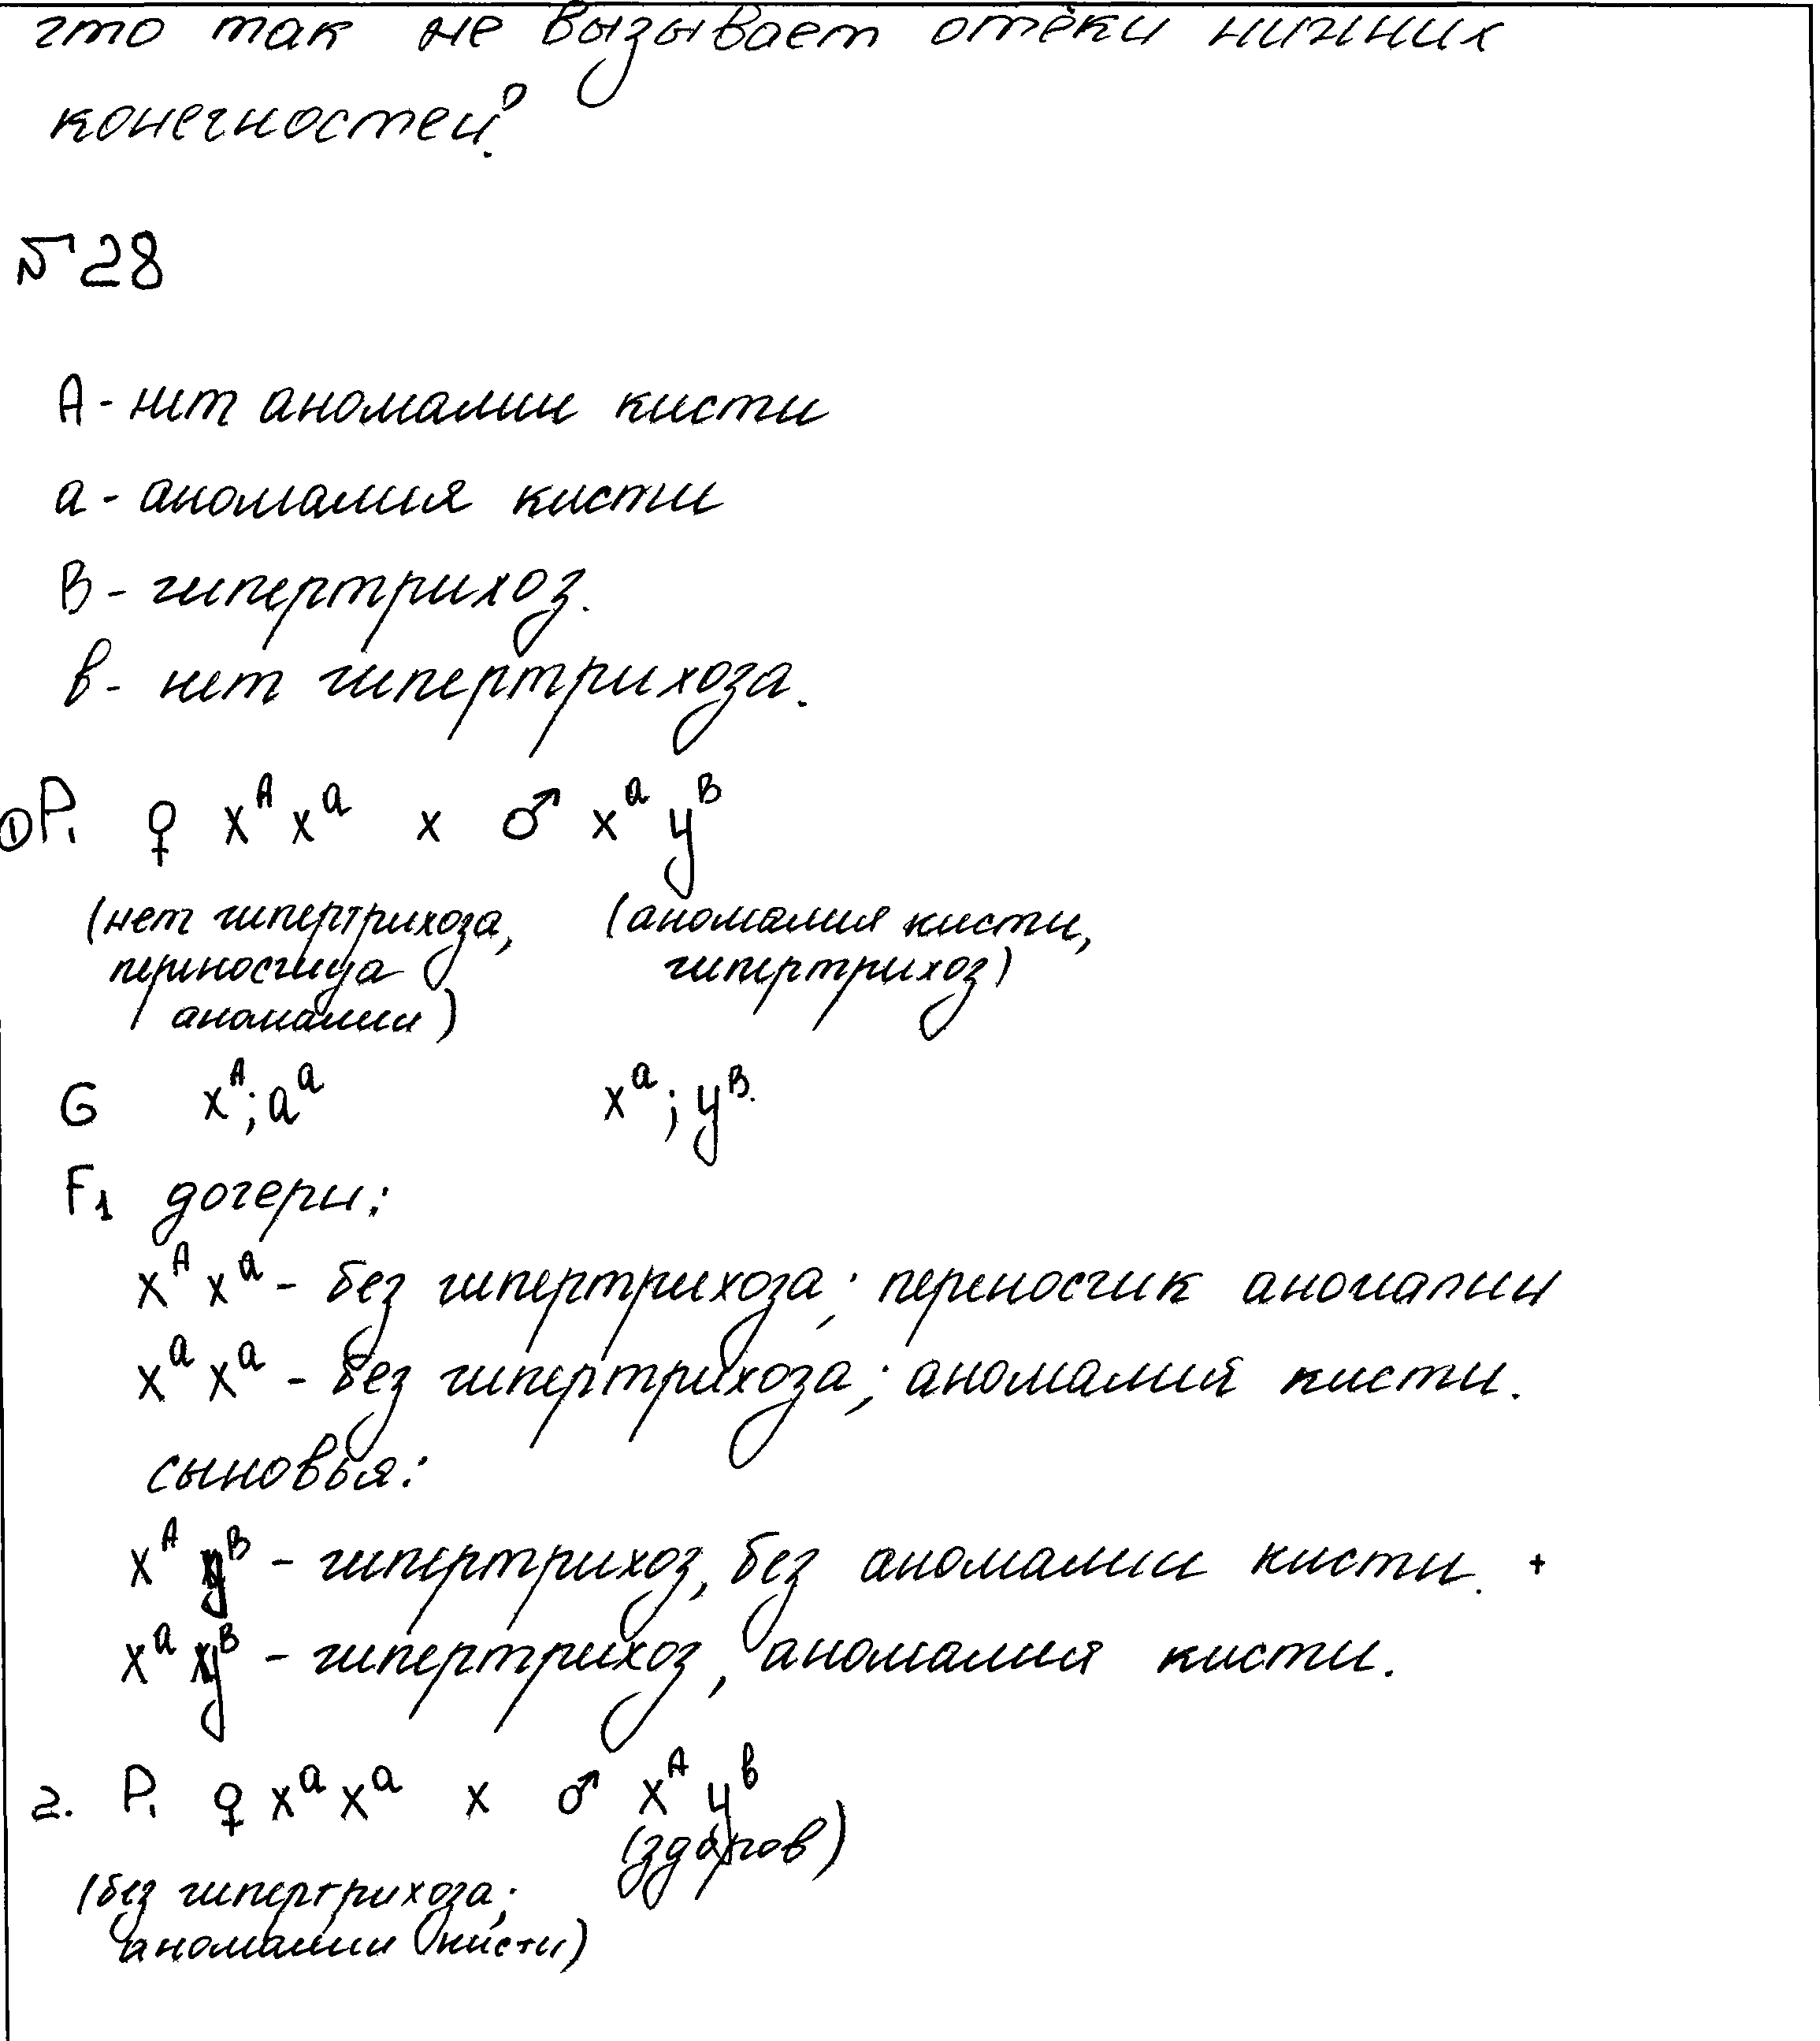 что так не вызывает отёки нижних
конечностей?
№28
А - нет аномалии кисти
а - аномалия кисти
В - гипертрихоз.
в - нет гипертрихоза.
① P₁ ♀ x^A x^a x ♂ x^a y^B
(нет гипертрихоза, (аномалия кисти,
переносчица гипертрихоз)
аномалии)
G x^A; a^a x^a; y^B.
F1 дочери:
x^A x^a - без гипертрихоза; переносчик аномалии
x^a x^a - без гипертрихоза; аномалия кисти.
сыновья:
x^A y^B - гипертрихоз, без аномалии кисти. +
x^a y^B - гипертрихоз, аномалия кисти.
2. P₁ ♀ x^a x^a x ♂ x^A y^в
(здоров)
(без гипертрихоза;
аномалии кисти)